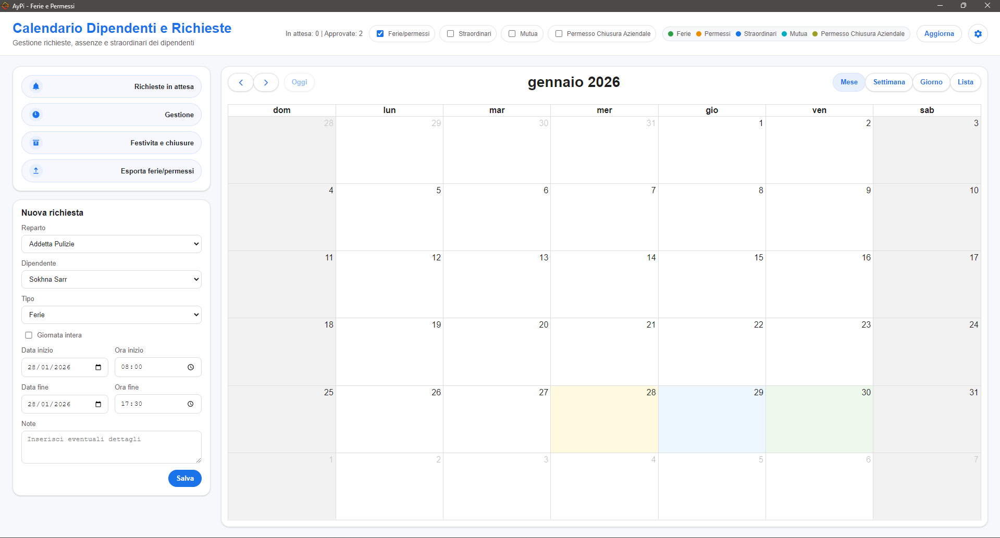 AyPi - Ferie e Permessi
Calendario Dipendenti e Richieste
Gestione richieste, assenze e straordinari dei dipendenti
In attesa: 0 | Approvate: 2
Ferie/permessi
Straordinari
Mutua
Permesso Chiusura Aziendale
Ferie
Permessi
Straordinari
Mutua
Permesso Chiusura Aziendale
Aggiorna
Richieste in attesa
Gestione
Festivita e chiusure
Esporta ferie/permessi
Nuova richiesta
Reparto
Addetta Pulizie
Dipendente
Sokhna Sarr
Tipo
Ferie
Giornata intera
Data inizio Ora inizio
28/01/2026 08:00
Data fine Ora fine
28/01/2026 17:30
Note
Inserisci eventuali dettagli
Salva
Oggi
gennaio 2026
Mese Settimana Giorno Lista
dom lun mar mer gio ven sab
28 29 30 31 1 2 3
4 5 6 7 8 9 10
11 12 13 14 15 16 17
18 19 20 21 22 23 24
25 26 27 28 29 30 31
1 2 3 4 5 6 7